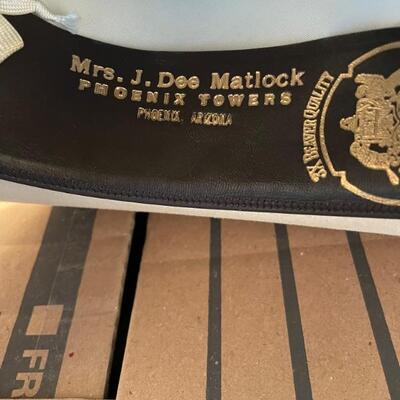 Mrs. J. Dee Matlock
PHOENIX TOWERS
PHOENIX, ARIZONA
3X BEAVER QUALITY
FR